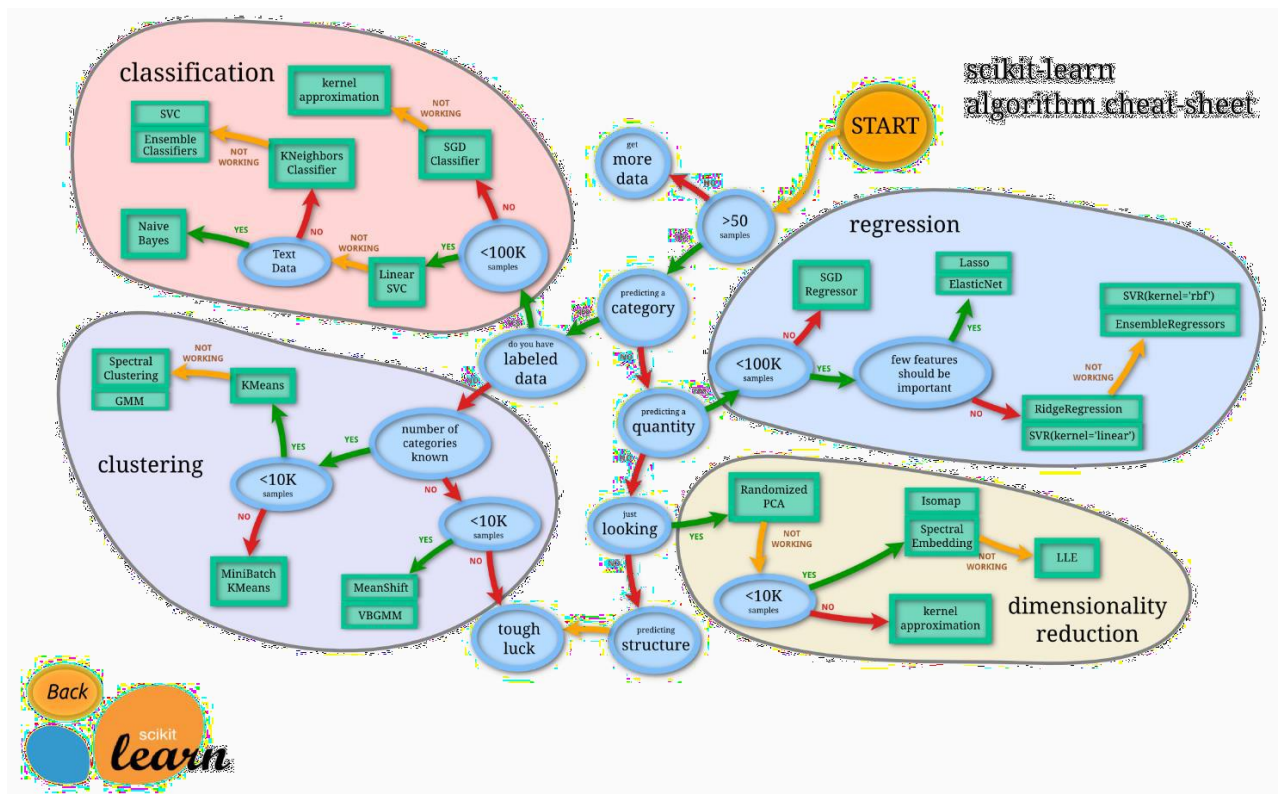 scikit-learn
algorithm cheat-sheet
START
classification
kernel
approximation
NOT
WORKING
SVC
Ensemble
Classifiers
NOT
WORKING
KNeighbors
Classifier
SGD
Classifier
NO
Naive
Bayes
YES
Text
Data
NO
NOT
WORKING
Linear
SVC
YES
<100K
samples
get
more
data
NO
>50
samples
predicting a
category
do you have
labeled
data
predicting a
quantity
just
looking
predicting
structure
tough
luck
regression
SGD
Regressor
NO
<100K
samples
YES
Lasso
ElasticNet
YES
few features
should be
important
NO
SVR(kernel='rbf')
EnsembleRegressors
NOT
WORKING
RidgeRegression
SVR(kernel='linear')
clustering
Spectral
Clustering
GMM
NOT
WORKING
KMeans
YES
<10K
samples
NO
MiniBatch
KMeans
YES
number of
categories
known
NO
<10K
samples
YES
NO
MeanShift
VBGMM
YES
Randomized
PCA
NOT
WORKING
<10K
samples
YES
NO
Isomap
Spectral
Embedding
NOT
WORKING
LLE
kernel
approximation
dimensionality
reduction
Back
scikit
learn